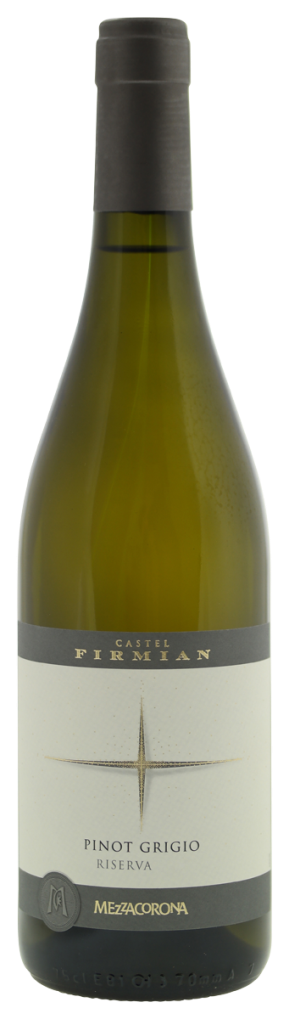 CASTEL
FIRMIAN
PINOT GRIGIO
RISERVA
MEZZACORONA